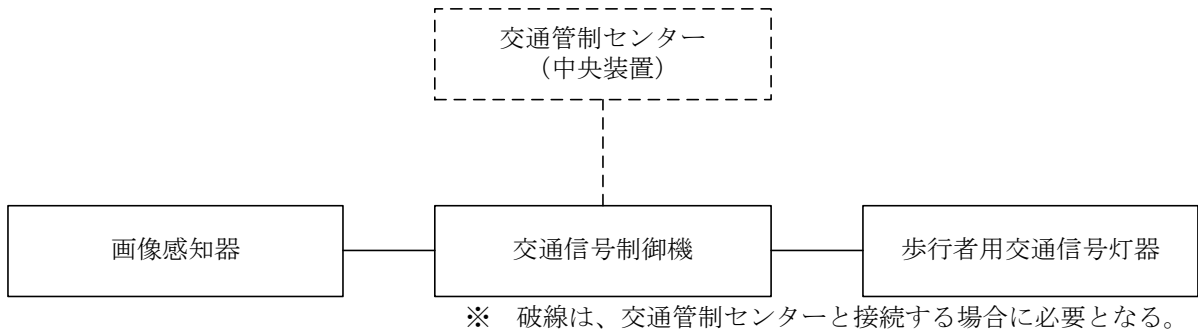 交通管制センター
(中央装置)
画像感知器
交通信号制御機
歩行者用交通信号灯器
※ 破線は、交通管制センターと接続する場合に必要となる。